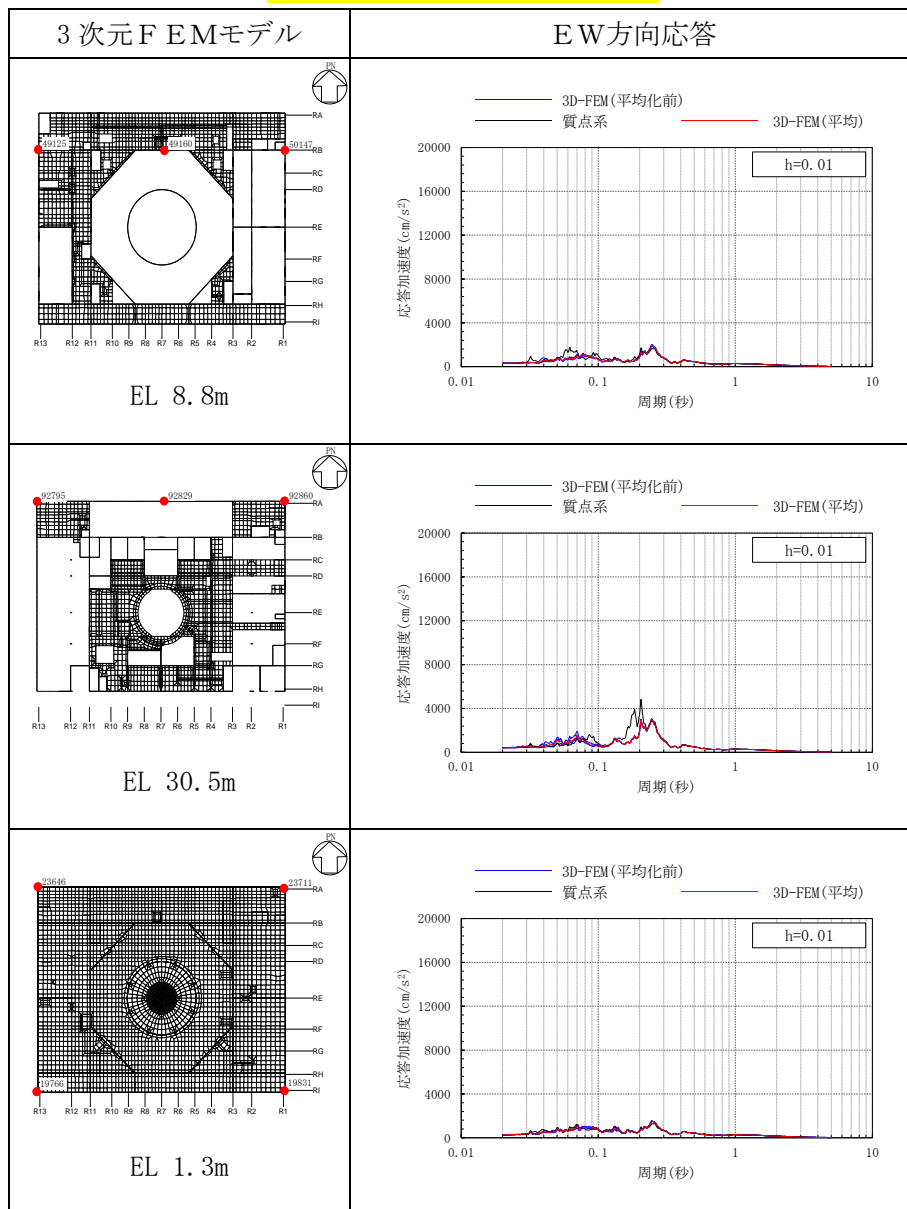 3次元FEMモデル
EW方向応答
PN
49125
49160
50147
RA
RB
RC
RD
RE
RF
RG
RH
RI
R13 R12 R11 R10 R9 R8 R7 R6 R5 R4 R3 R2 R1
EL 8.8m
3D-FEM(平均化前)
質点系
3D-FEM(平均)
h=0.01
応答加速度(cm/s²)
20000
16000
12000
8000
4000
0
0.01 0.1 1 10
周期(秒)
PN
92795
92829
92860
RA
RB
RC
RD
RE
RF
RG
RH
RI
R13 R12 R11 R10 R9 R8 R7 R6 R5 R4 R3 R2 R1
EL 30.5m
3D-FEM(平均化前)
質点系
3D-FEM(平均)
h=0.01
応答加速度(cm/s²)
20000
16000
12000
8000
4000
0
0.01 0.1 1 10
周期(秒)
PN
23646
23711
RA
RB
RC
RD
RE
RF
RG
RH
RI
19766
19831
R13 R12 R11 R10 R9 R8 R7 R6 R5 R4 R3 R2 R1
EL 1.3m
3D-FEM(平均化前)
質点系
3D-FEM(平均)
h=0.01
応答加速度(cm/s²)
20000
16000
12000
8000
4000
0
0.01 0.1 1 10
周期(秒)